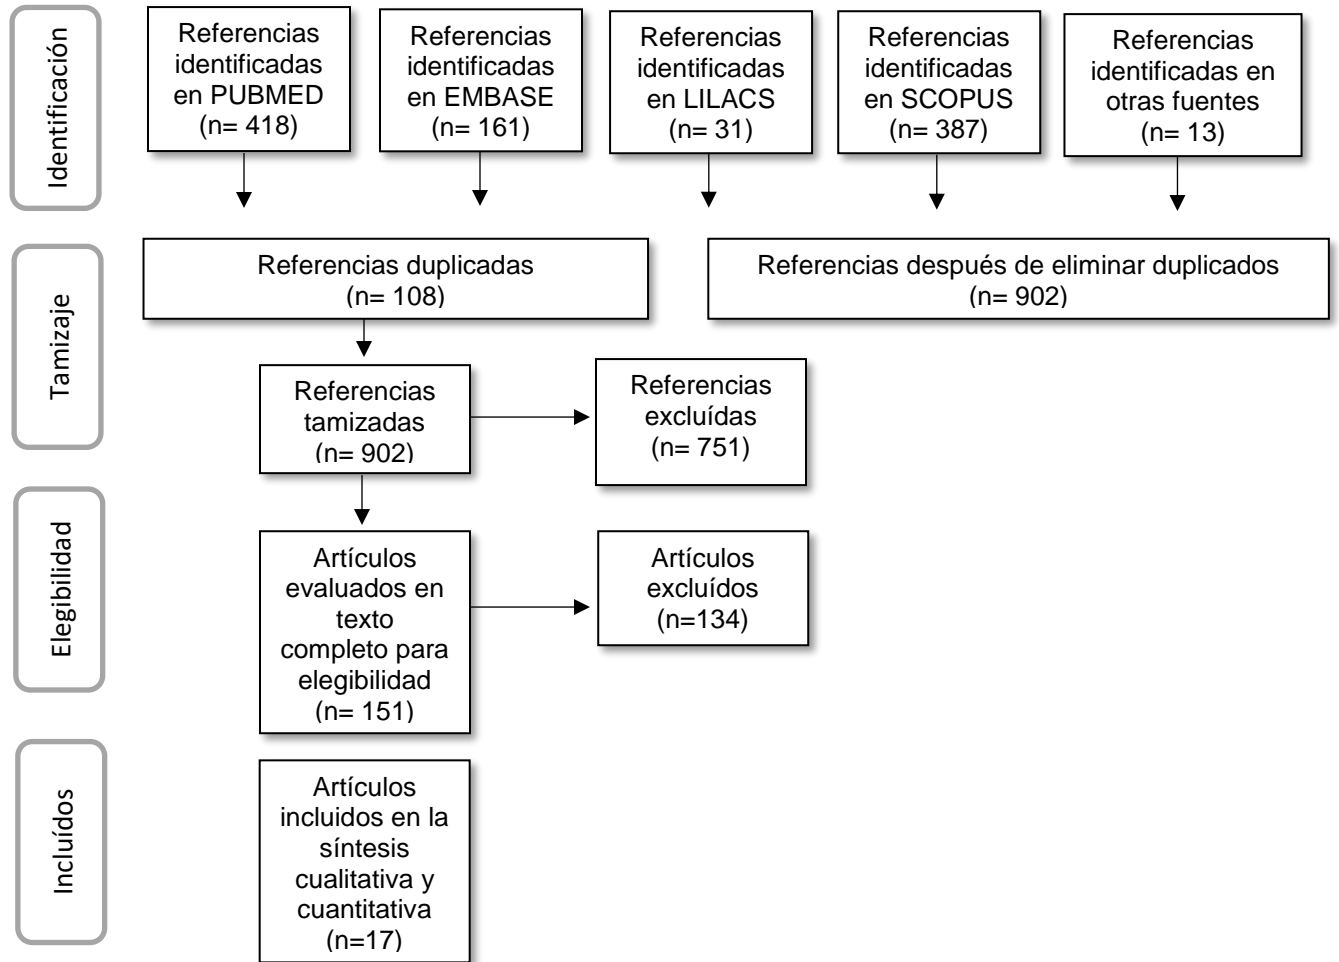 Identificación
Referencias
identificadas
en PUBMED
(n= 418)
Referencias
identificadas
en EMBASE
(n= 161)
Referencias
identificadas
en LILACS
(n= 31)
Referencias
identificadas
en SCOPUS
(n= 387)
Referencias
identificadas en
otras fuentes
(n= 13)
Tamizaje
Referencias duplicadas
(n= 108)
Referencias después de eliminar duplicados
(n= 902)
Referencias
tamizadas
(n= 902)
Referencias
excluídas
(n= 751)
Elegibilidad
Artículos
evaluados en
texto
completo para
elegibilidad
(n= 151)
Artículos
excluídos
(n=134)
Incluídos
Artículos
incluidos en la
síntesis
cualitativa y
cuantitativa
(n=17)